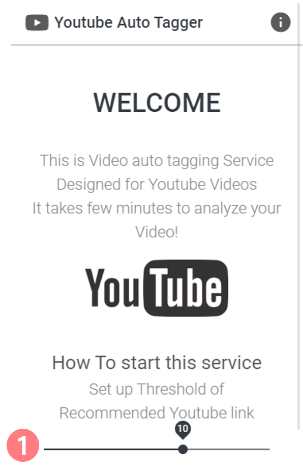 Youtube Auto Tagger
WELCOME
This is Video auto tagging Service
Designed for Youtube Videos
It takes few minutes to analyze your
Video!
YouTube
How To start this service
Set up Threshold of
Recommended Youtube link
10
1